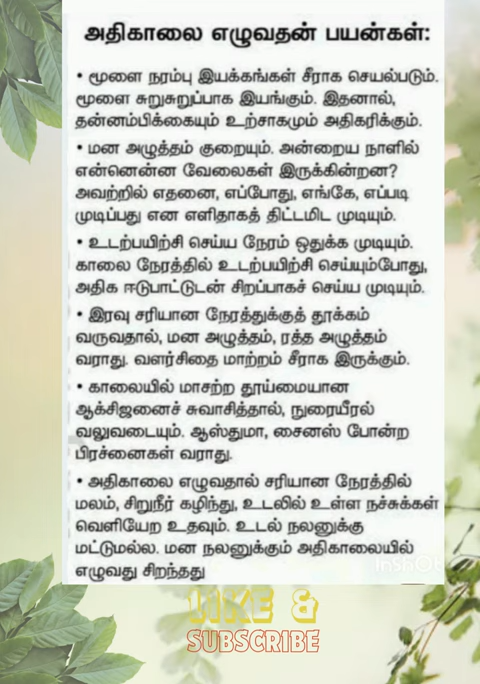 அதிகாலை எழுவதன் பயன்கள்:
• மூளை நரம்பு இயக்கங்கள் சீராக செயல்படும்.
மூளை சுறுசுறுப்பாக இயங்கும். இதனால்,
தன்னம்பிக்கையும் உற்சாகமும் அதிகரிக்கும்.
• மன அழுத்தம் குறையும். அன்றைய நாளில்
என்னென்ன வேலைகள் இருக்கின்றன?
அவற்றில் எதனை, எப்போது, எங்கே, எப்படி
முடிப்பது என எளிதாகத் திட்டமிட முடியும்.
• உடற்பயிற்சி செய்ய நேரம் ஒதுக்க முடியும்.
காலை நேரத்தில் உடற்பயிற்சி செய்யும்போது,
அதிக ஈடுபாட்டுடன் சிறப்பாகச் செய்ய முடியும்.
• இரவு சரியான நேரத்துக்குத் தூக்கம்
வருவதால், மன அழுத்தம், ரத்த அழுத்தம்
வராது. வளர்சிதை மாற்றம் சீராக இருக்கும்.
• காலையில் மாசற்ற தூய்மையான
ஆக்சிஜனைச் சுவாசித்தால், நுரையீரல்
வலுவடையும். ஆஸ்துமா, சைனஸ் போன்ற
பிரச்னைகள் வராது.
• அதிகாலை எழுவதால் சரியான நேரத்தில்
மலம், சிறுநீர் கழிந்து, உடலில் உள்ள நச்சுக்கள்
வெளியேற உதவும். உடல் நலனுக்கு
மட்டுமல்ல. மன நலனுக்கும் அதிகாலையில்
எழுவது சிறந்தது
InShOt
LIKE &
SUBSCRIBE